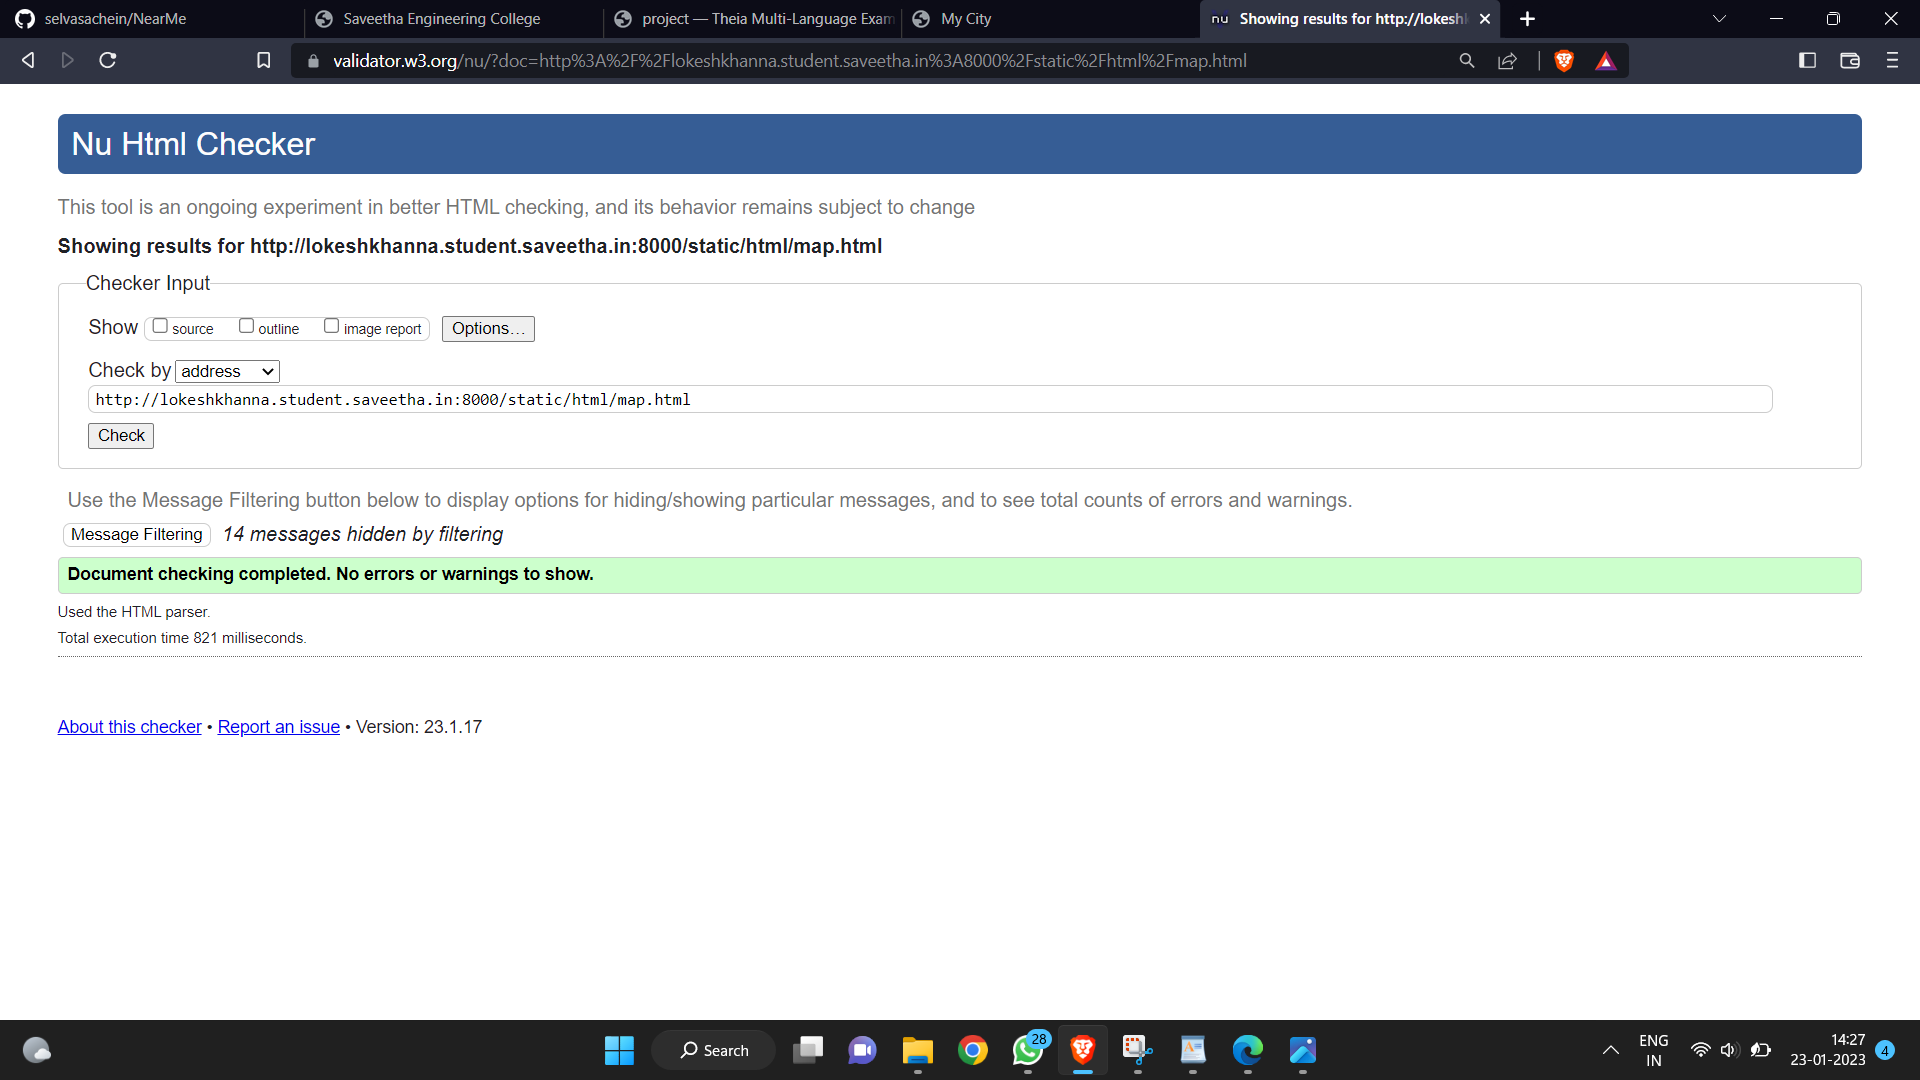 selvasachein/NearMe
Saveetha Engineering College
project — Theia Multi-Language Exam
My City
nu Showing results for http://lokeshk
validator.w3.org/nu/?doc=http%3A%2F%2Flokeshkhanna.student.saveetha.in%3A8000%2Fstatic%2Fhtml%2Fmap.html
Nu Html Checker
This tool is an ongoing experiment in better HTML checking, and its behavior remains subject to change
Showing results for http://lokeshkhanna.student.saveetha.in:8000/static/html/map.html
Checker Input
Show source outline image report Options...
Check by address
http://lokeshkhanna.student.saveetha.in:8000/static/html/map.html
Check
Use the Message Filtering button below to display options for hiding/showing particular messages, and to see total counts of errors and warnings.
Message Filtering 14 messages hidden by filtering
Document checking completed. No errors or warnings to show.
Used the HTML parser.
Total execution time 821 milliseconds.
About this checker • Report an issue • Version: 23.1.17
Search
28
ENG
IN
14:27
23-01-2023
4